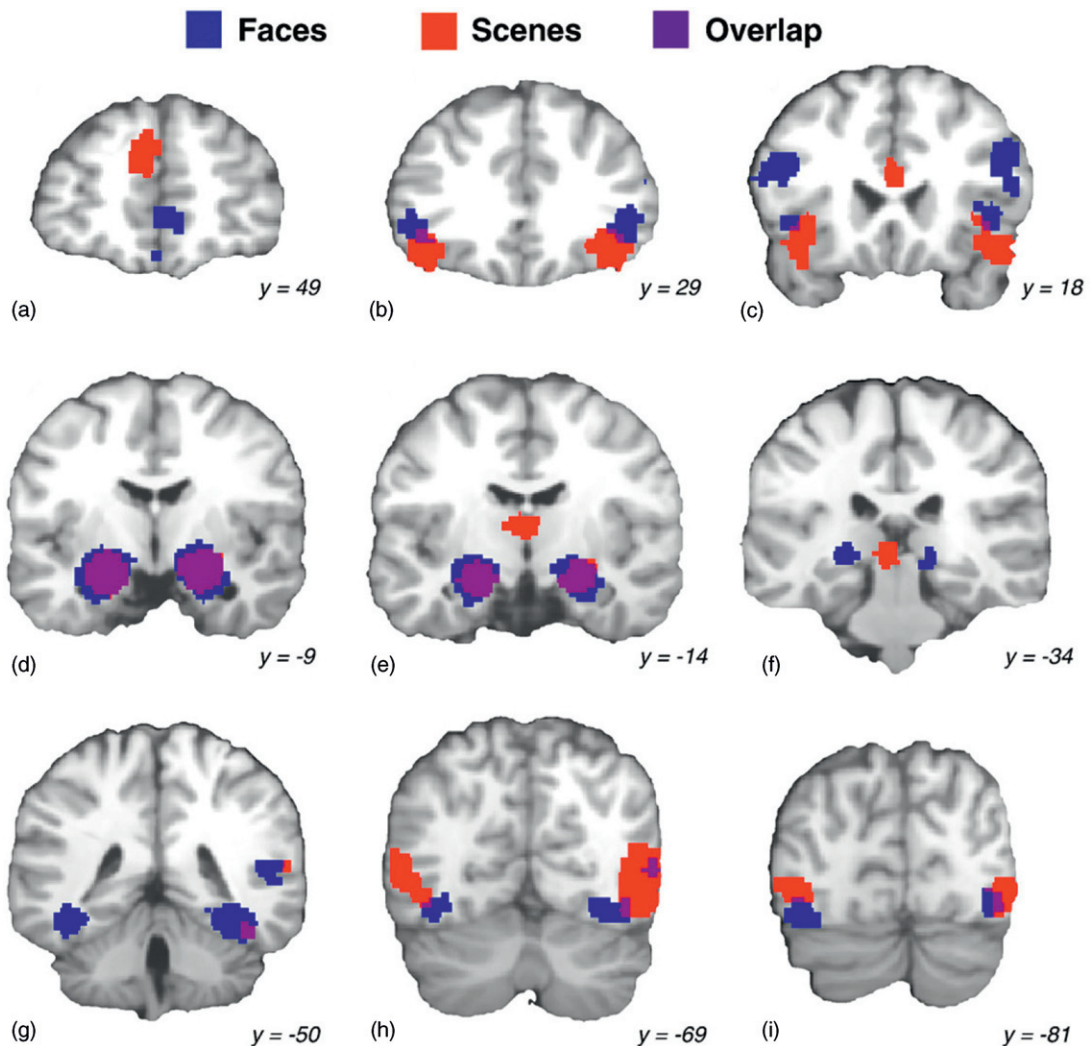 Faces Scenes Overlap
y = 49 y = 29 y = 18
(a) (b) (c)
y = -9 y = -14 y = -34
(d) (e) (f)
(g) y = -50 (h) y = -69 (i) y = -81